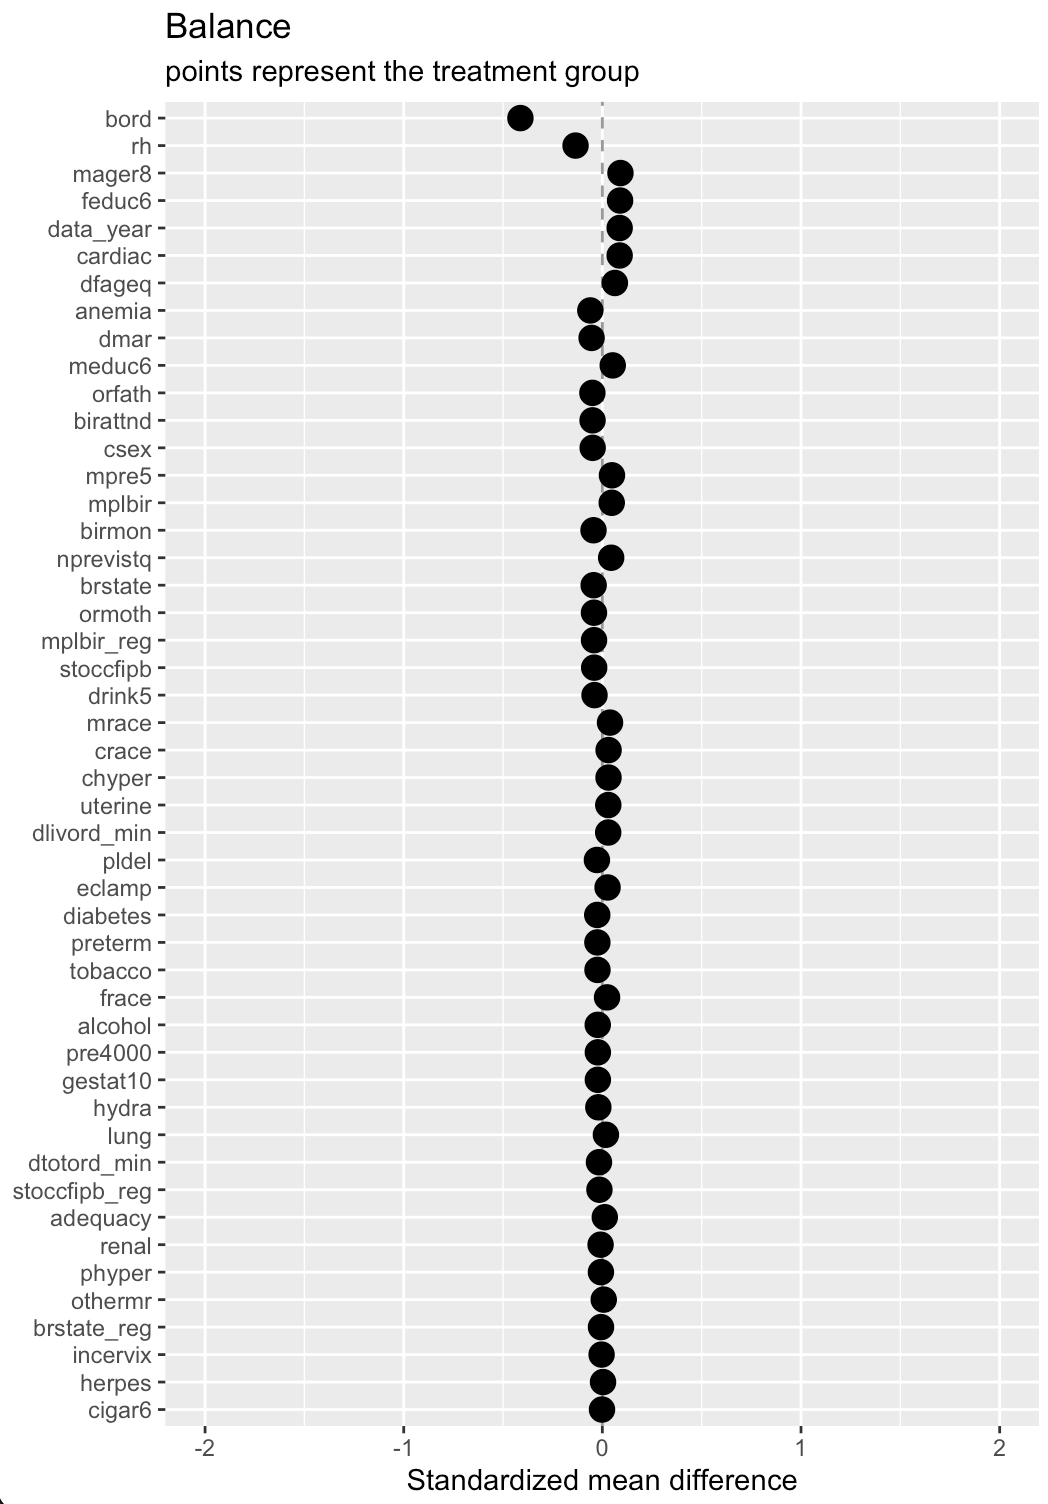 Balance
points represent the treatment group
bord
rh
mager8
feduc6
data_year
cardiac
dfageq
anemia
dmar
meduc6
orfath
birattnd
csex
mpre5
mplbir
birmon
nprevistq
brstate
ormoth
mplbir_reg
stoccfipb
drink5
mrace
crace
chyper
uterine
dlivord_min
pldel
eclamp
diabetes
preterm
tobacco
frace
alcohol
pre4000
gestat10
hydra
lung
dtotord_min
stoccfipb_reg
adequacy
renal
phyper
othermr
brstate_reg
incervix
herpes
cigar6
-2 -1 0 1 2
Standardized mean difference